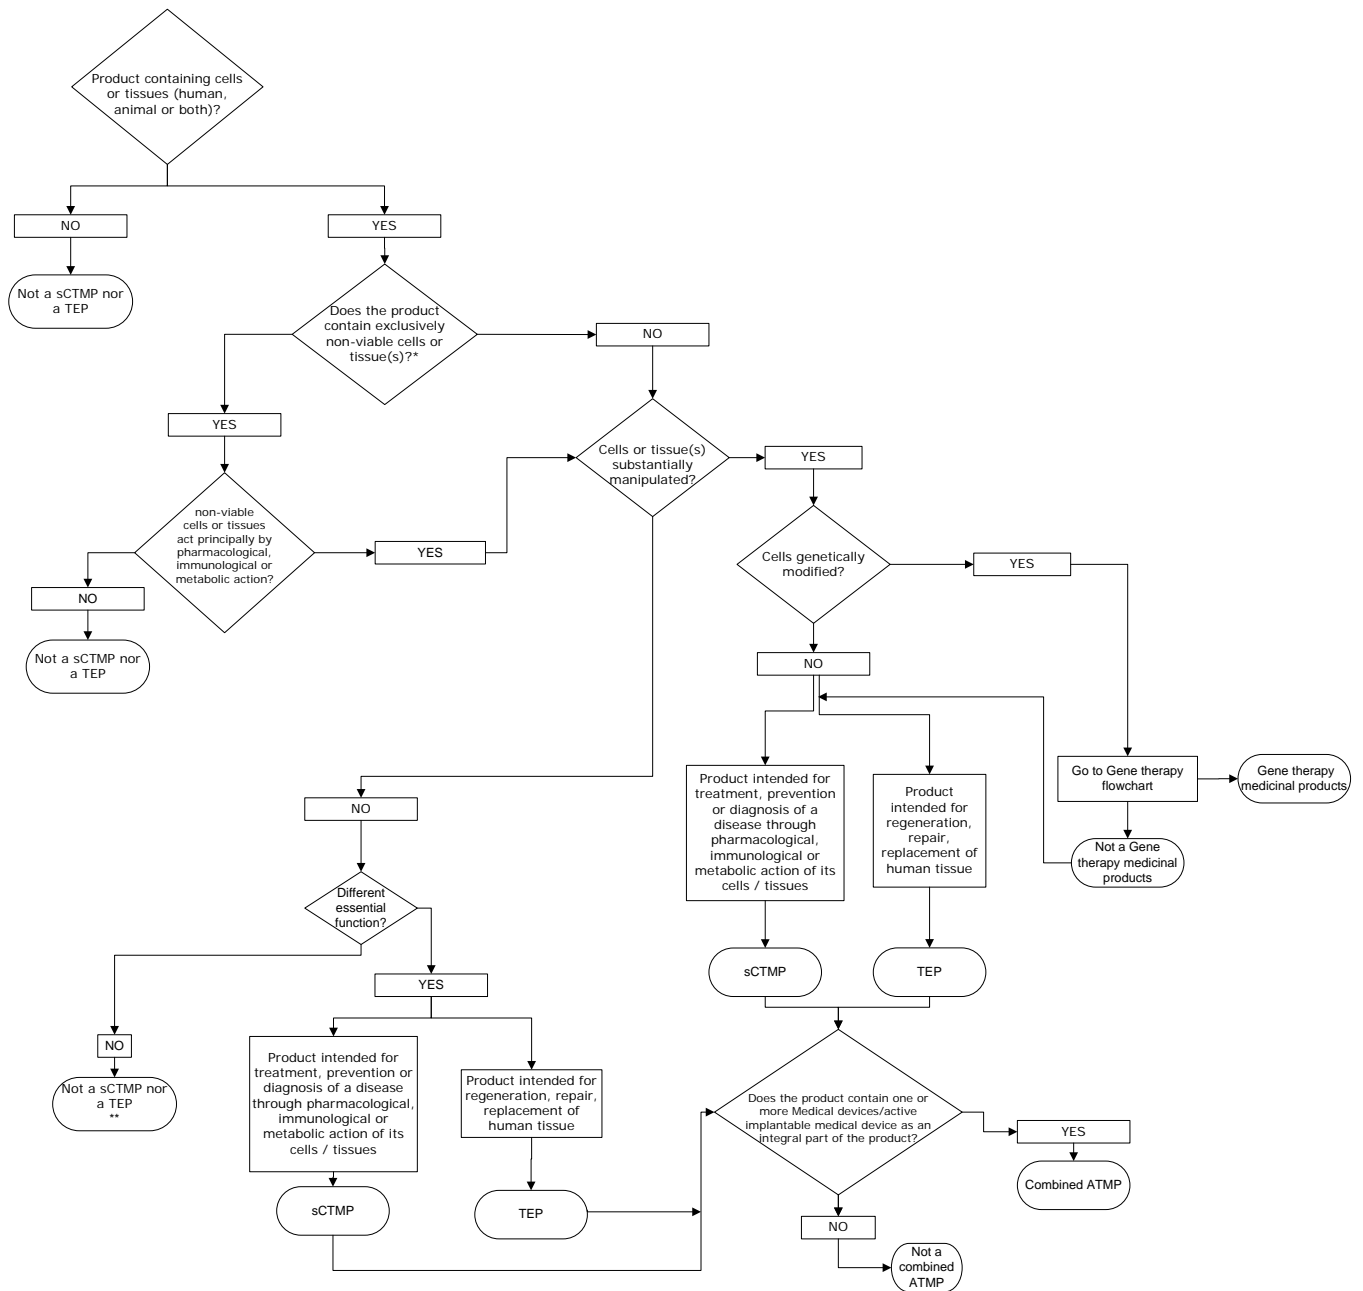 Product containing cells
or tissues (human,
animal or both)?
NO
YES
Not a sCTMP nor
a TEP
Does the product
contain exclusively
non-viable cells or
tissue(s)?*
NO
YES
Cells or tissue(s)
substantially
manipulated?
YES
non-viable
cells or tissues
act principally by
pharmacological,
immunological or
metabolic action?
YES
NO
Not a sCTMP nor
a TEP
Cells genetically
modified?
YES
NO
Go to Gene therapy
flowchart
Gene therapy
medicinal products
Not a Gene
therapy medicinal
products
Product intended for
treatment, prevention
or diagnosis of a
disease through
pharmacological,
immunological or
metabolic action of its
cells / tissues
Product
intended for
regeneration,
repair,
replacement of
human tissue
sCTMP
TEP
NO
Different
essential
function?
YES
NO
Not a sCTMP nor
a TEP
**
Product intended for
treatment, prevention or
diagnosis of a disease
through pharmacological,
immunological or
metabolic action of its
cells / tissues
Product intended for
regeneration, repair,
replacement of
human tissue
sCTMP
TEP
Does the product contain one or
more Medical devices/active
implantable medical device as an
integral part of the product?
YES
Combined ATMP
NO
Not a
combined
ATMP